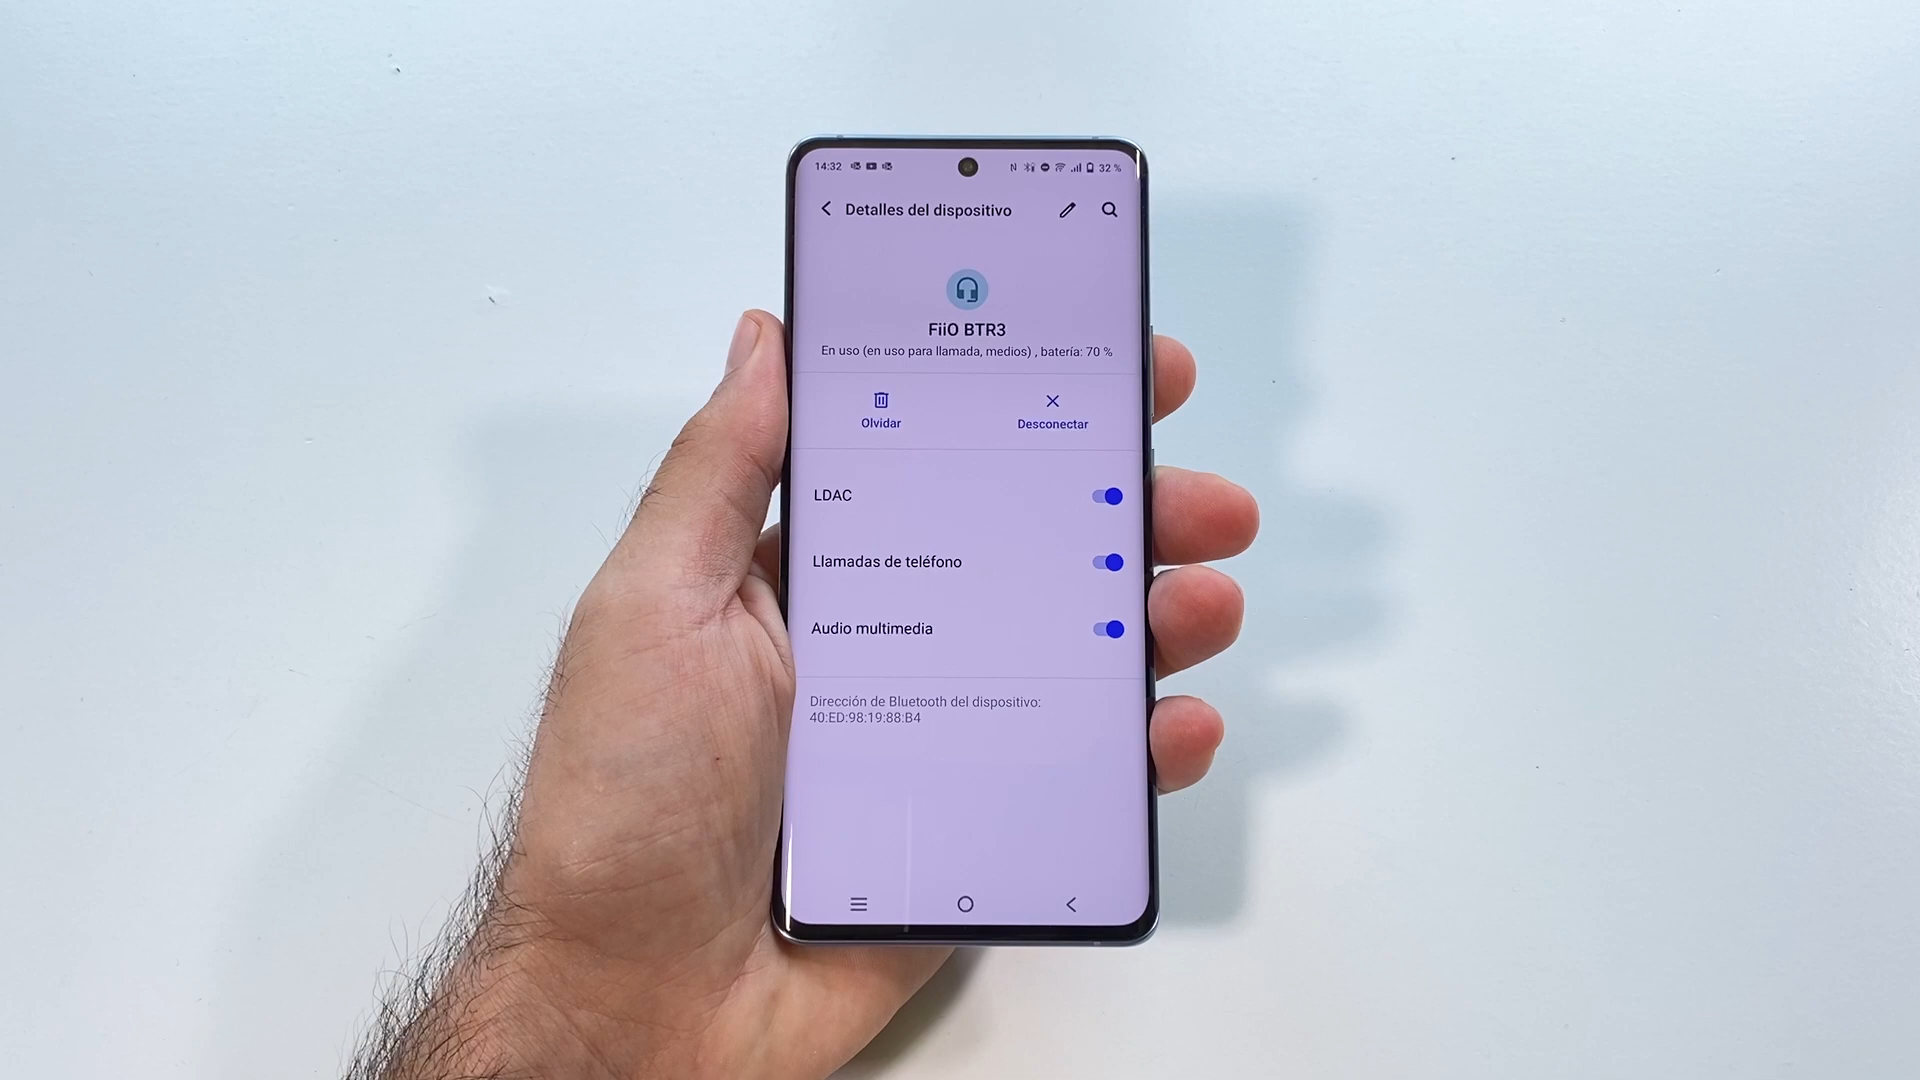 14:32 32 %
Detalles del dispositivo
FiiO BTR3
En uso (en uso para llamada, medios) , batería: 70 %
Olvidar Desconectar
LDAC
Llamadas de teléfono
Audio multimedia
Dirección de Bluetooth del dispositivo:
40:ED:98:19:88:B4